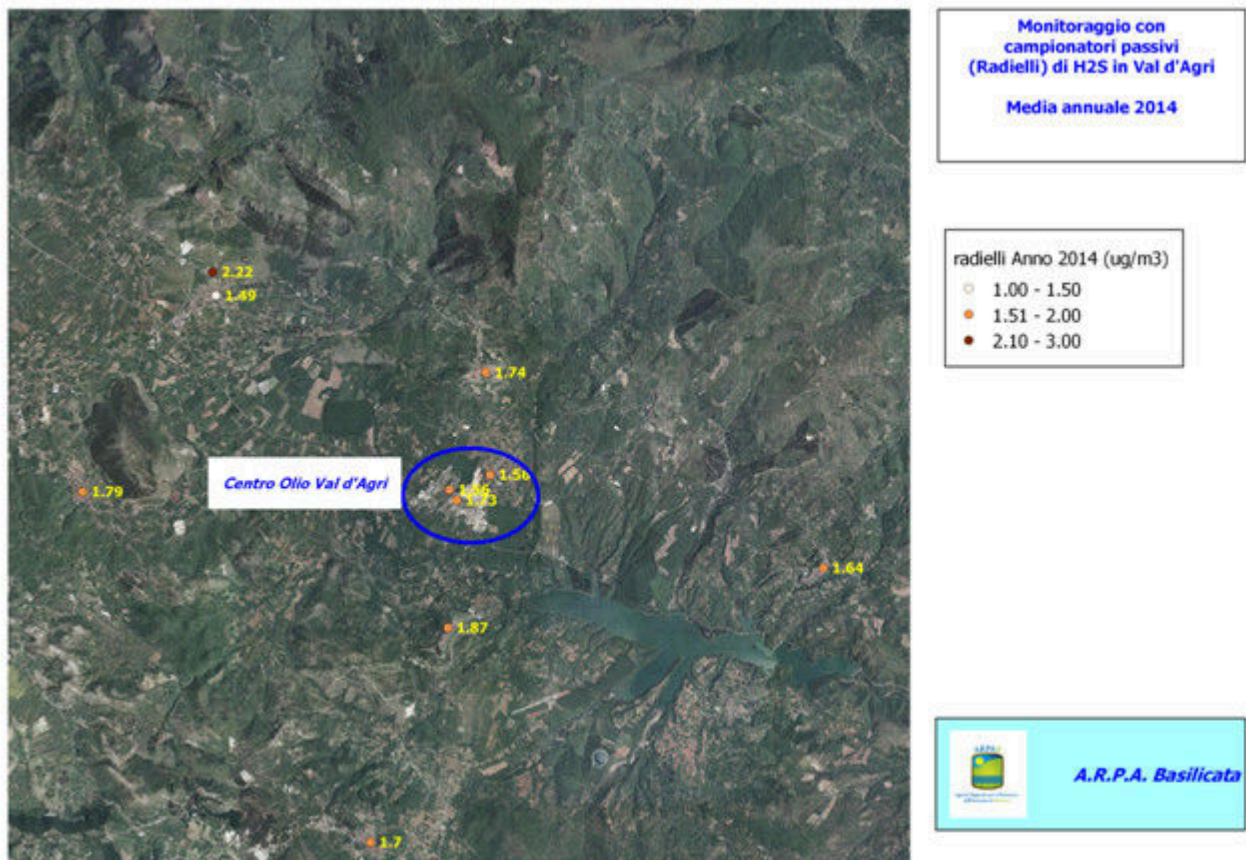 Monitoraggio con
campionatori passivi
(Radielli) di H2S in Val d'Agri
Media annuale 2014
radielli Anno 2014 (ug/m3)
1.00 - 1.50
1.51 - 2.00
2.10 - 3.00
2.22
1.49
1.74
Centro Olio Val d'Agri
1.79
1.64
1.87
1.7
A.R.P.A. Basilicata